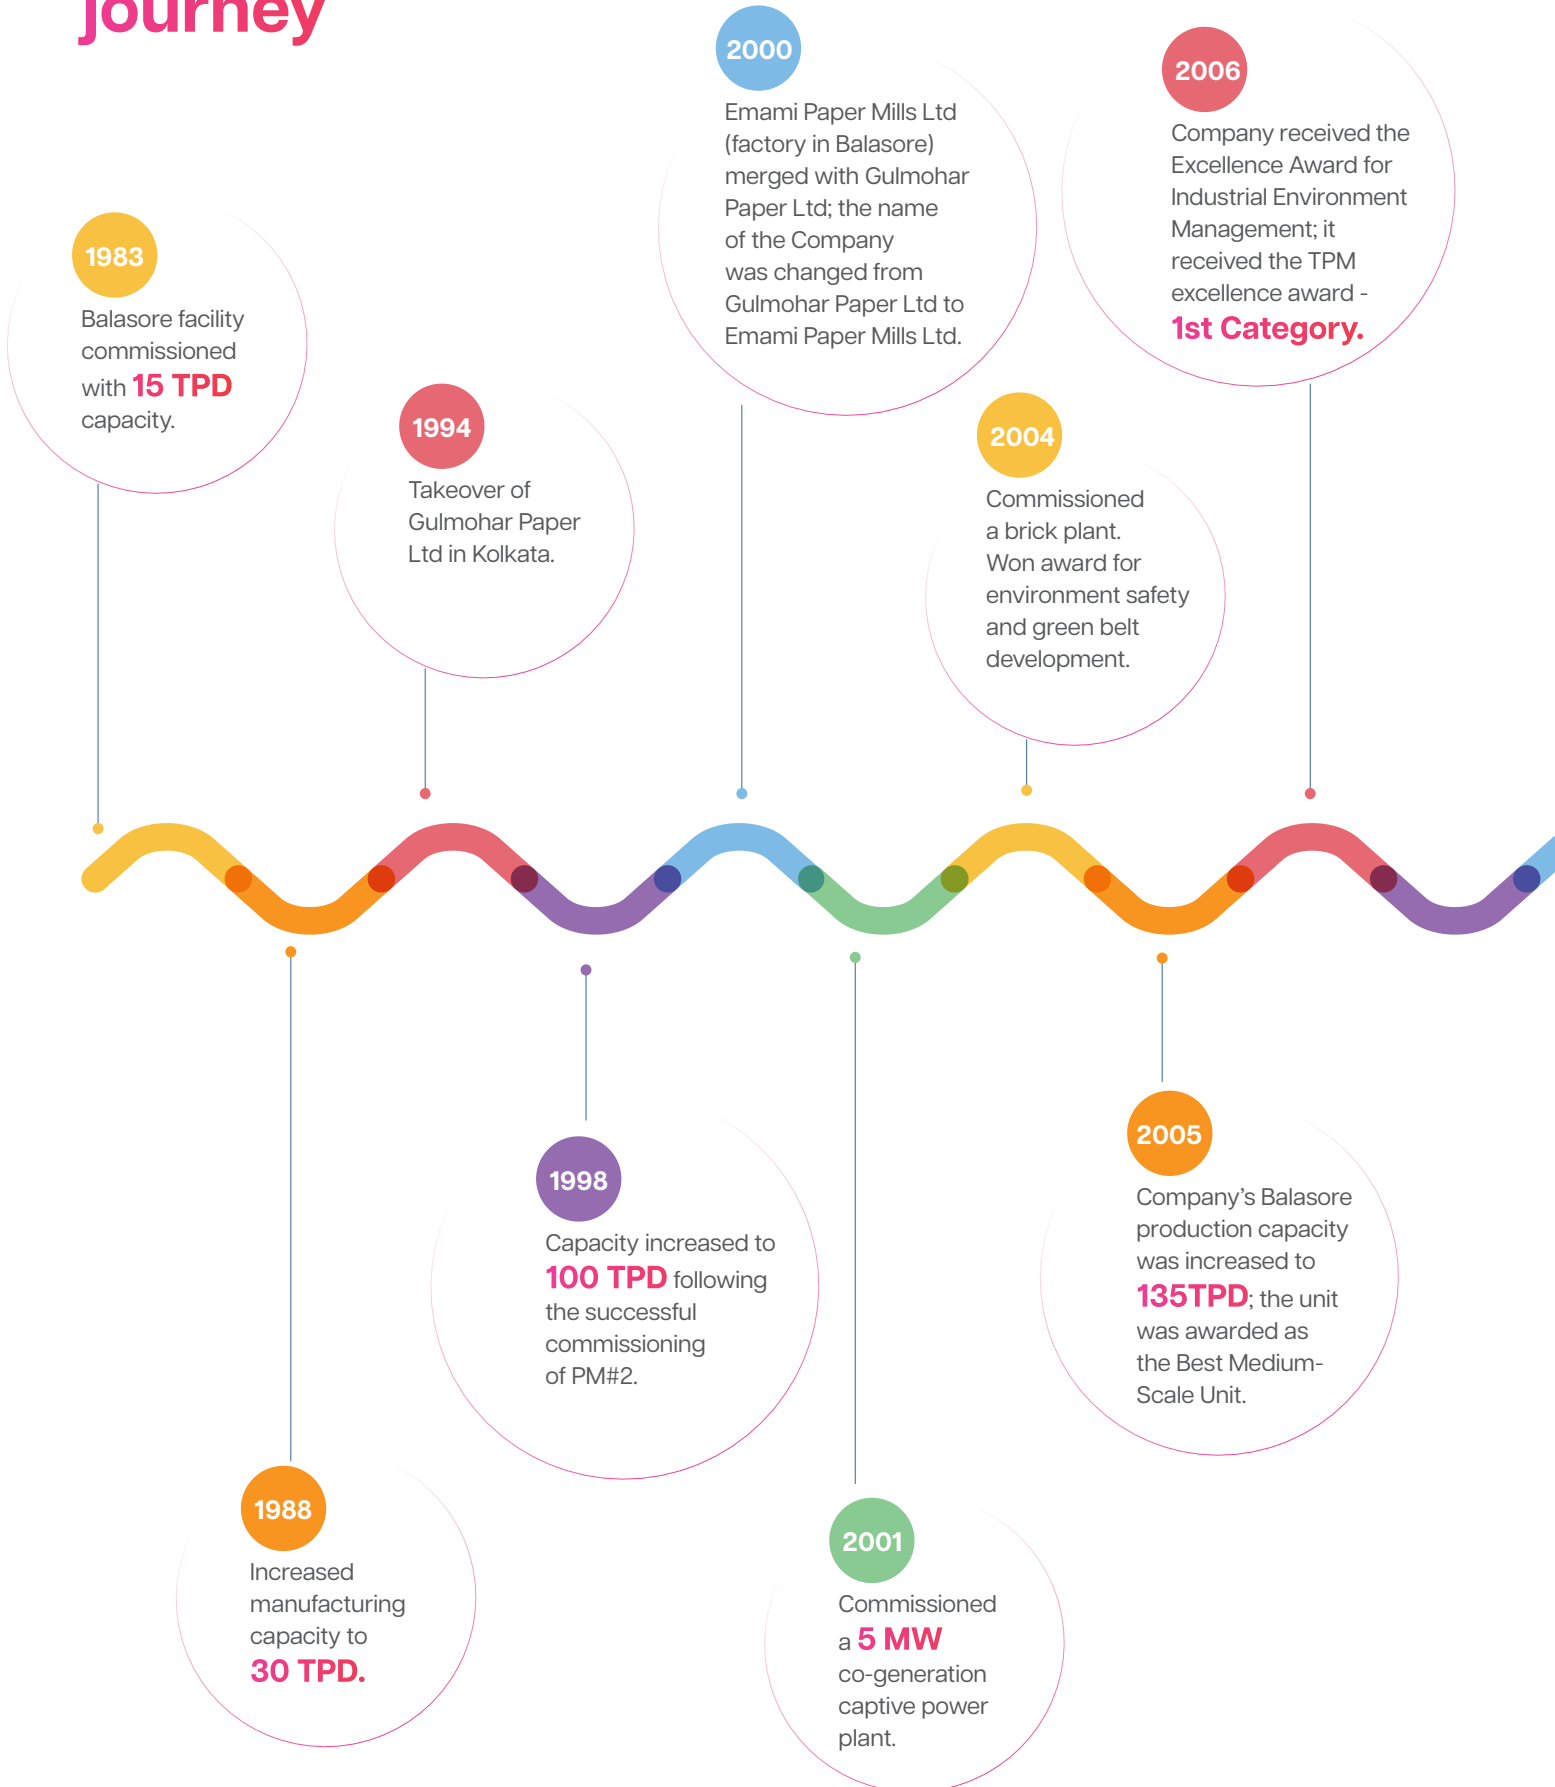 journey
1983
Balasore facility
commissioned
with 15 TPD
capacity.
1988
Increased
manufacturing
capacity to
30 TPD.
1994
Takeover of
Gulmohar Paper
Ltd in Kolkata.
1998
Capacity increased to
100 TPD following
the successful
commissioning
of PM#2.
2000
Emami Paper Mills Ltd
(factory in Balasore)
merged with Gulmohar
Paper Ltd; the name
of the Company
was changed from
Gulmohar Paper Ltd to
Emami Paper Mills Ltd.
2001
Commissioned
a 5 MW
co-generation
captive power
plant.
2004
Commissioned
a brick plant.
Won award for
environment safety
and green belt
development.
2005
Company’s Balasore
production capacity
was increased to
135TPD; the unit
was awarded as
the Best Medium-
Scale Unit.
2006
Company received the
Excellence Award for
Industrial Environment
Management; it
received the TPM
excellence award -
1st Category.